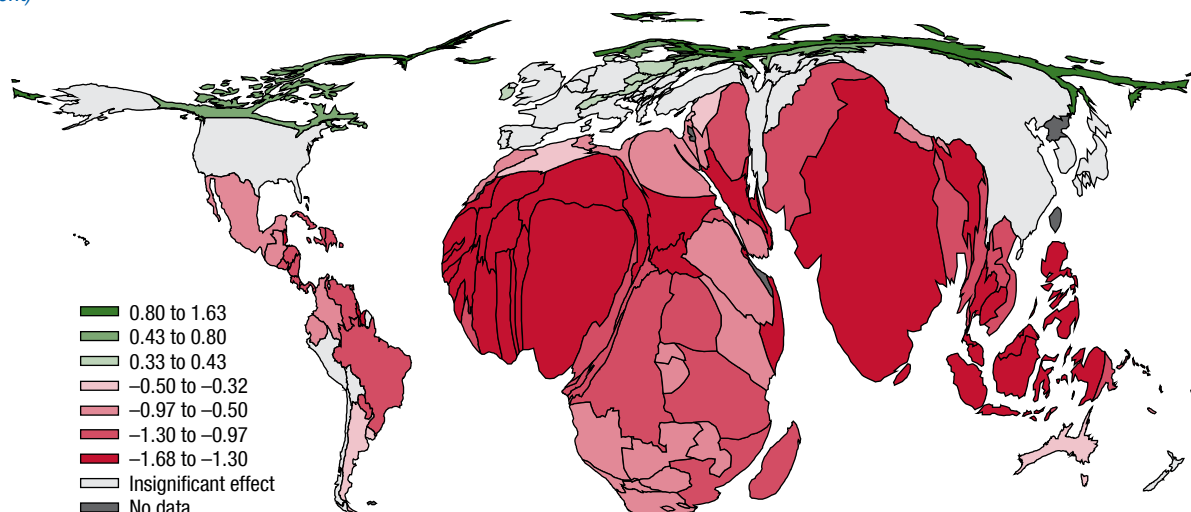 0.80 to 1.63
0.43 to 0.80
0.33 to 0.43
–0.50 to –0.32
–0.97 to –0.50
–1.30 to –0.97
–1.68 to –1.30
Insignificant effect
No data